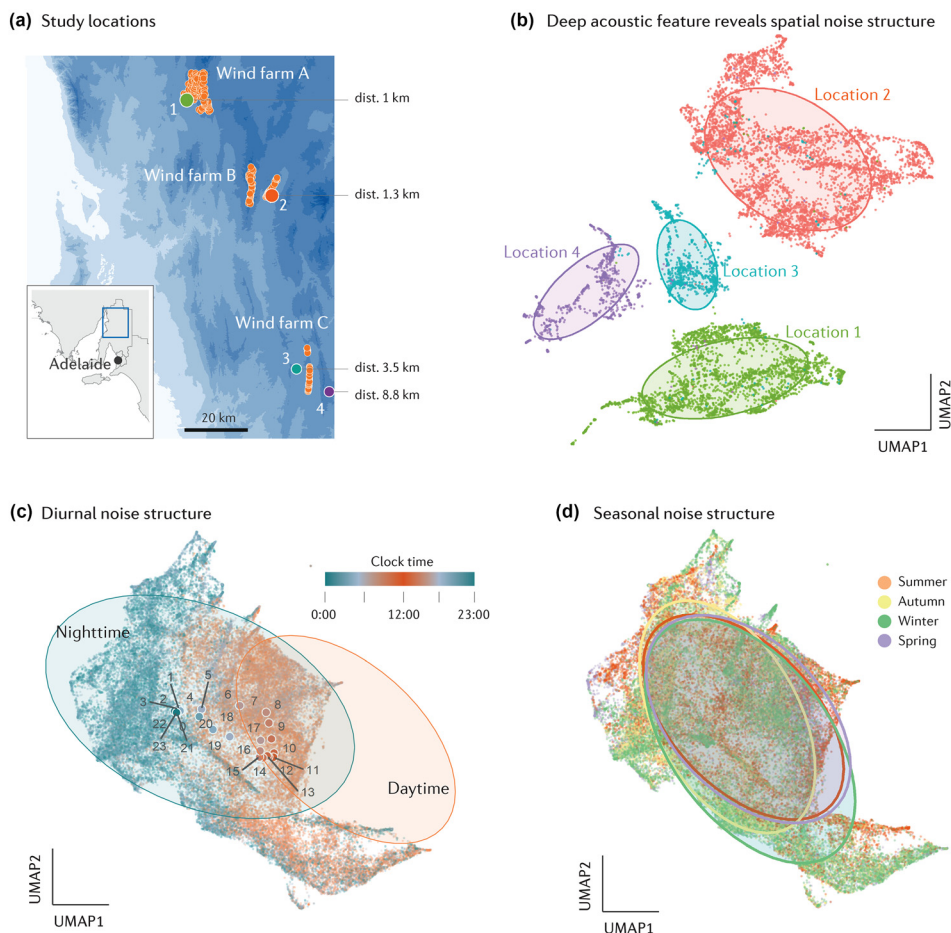 (a) Study locations
Wind farm A
1
dist. 1 km
Wind farm B
2
dist. 1.3 km
Wind farm C
3
dist. 3.5 km
4
dist. 8.8 km
Adelaide
20 km
(b) Deep acoustic feature reveals spatial noise structure
Location 2
Location 4
Location 3
Location 1
UMAP2
UMAP1
(c) Diurnal noise structure
Clock time
0:00 12:00 23:00
Nighttime
1 5
3 2 4 6 7 8
22 0 20 18 17 9
23 21 19 16 10
15 14 12 11
13
Daytime
UMAP2
UMAP1
(d) Seasonal noise structure
Summer
Autumn
Winter
Spring
UMAP2
UMAP1